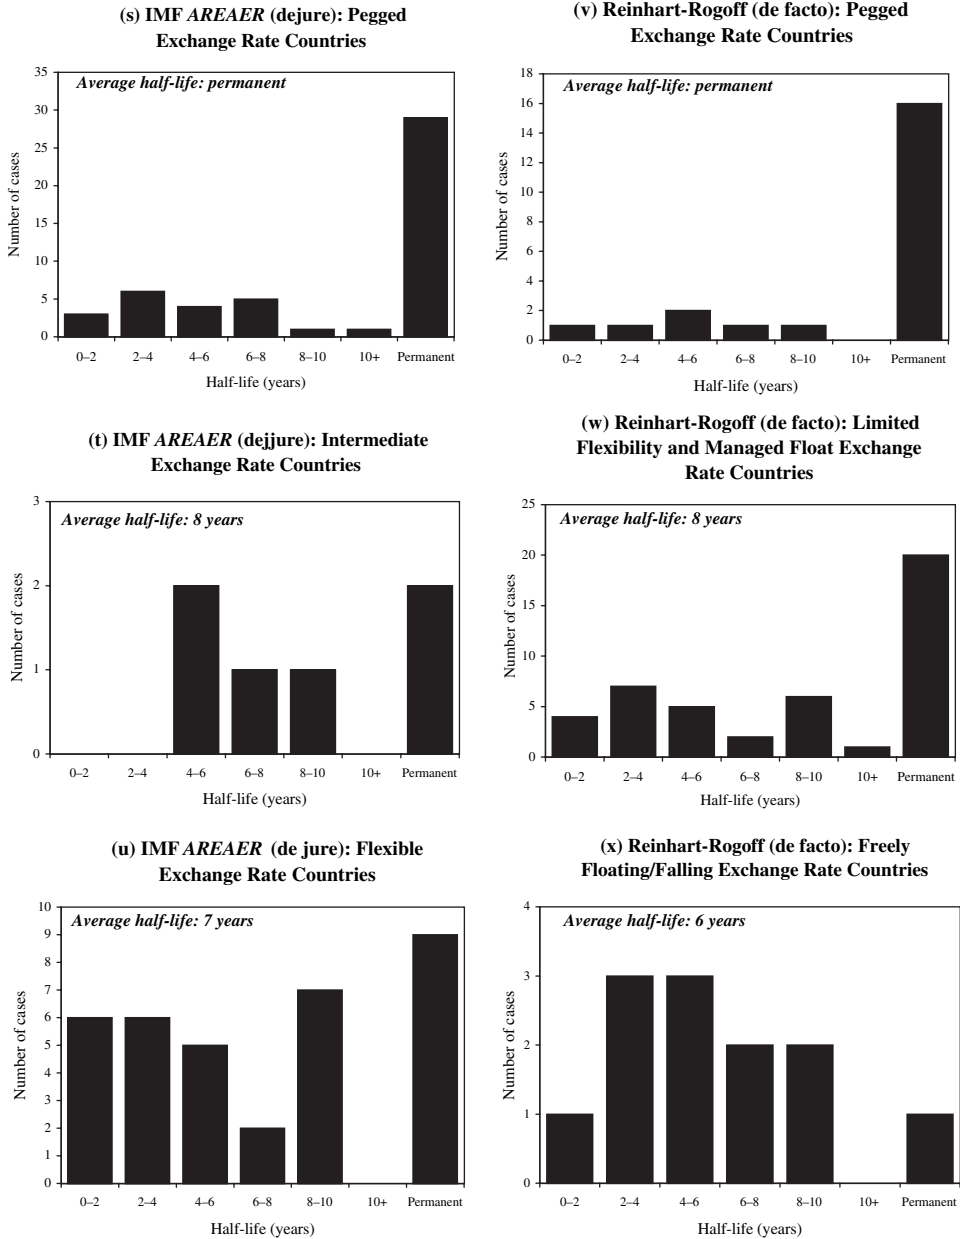 (s) IMF AREAER (dejure): Pegged
Exchange Rate Countries
Average half-life: permanent
35
30
25
20
15
10
5
0
Number of cases
0–2 2–4 4–6 6–8 8–10 10+ Permanent
Half-life (years)
(v) Reinhart-Rogoff (de facto): Pegged
Exchange Rate Countries
Average half-life: permanent
18
16
14
12
10
8
6
4
2
0
Number of cases
0–2 2–4 4–6 6–8 8–10 10+ Permanent
Half-life (years)
(t) IMF AREAER (dejjure): Intermediate
Exchange Rate Countries
Average half-life: 8 years
3
2
1
0
Number of cases
0–2 2–4 4–6 6–8 8–10 10+ Permanent
Half-life (years)
(w) Reinhart-Rogoff (de facto): Limited
Flexibility and Managed Float Exchange
Rate Countries
Average half-life: 8 years
25
20
15
10
5
0
Number of cases
0–2 2–4 4–6 6–8 8–10 10+ Permanent
Half-life (years)
(u) IMF AREAER (de jure): Flexible
Exchange Rate Countries
Average half-life: 7 years
10
9
8
7
6
5
4
3
2
1
0
Number of cases
0–2 2–4 4–6 6–8 8–10 10+ Permanent
Half-life (years)
(x) Reinhart-Rogoff (de facto): Freely
Floating/Falling Exchange Rate Countries
Average half-life: 6 years
4
3
2
1
0
Number of cases
0–2 2–4 4–6 6–8 8–10 10+ Permanent
Half-life (years)